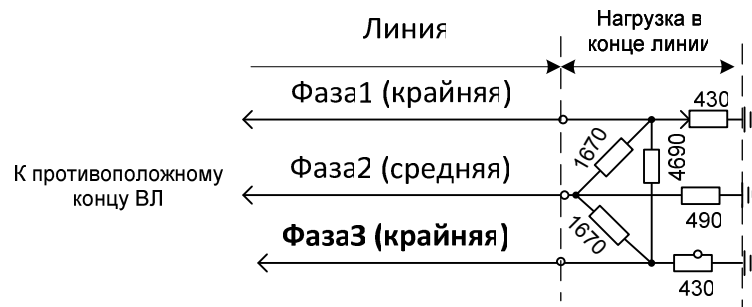 Линия
Нагрузка в
конце линии
Фаза1 (крайняя)
430
1670
4690
К противоположному
концу ВЛ
Фаза2 (средняя)
490
1670
Фаза3 (крайняя)
430